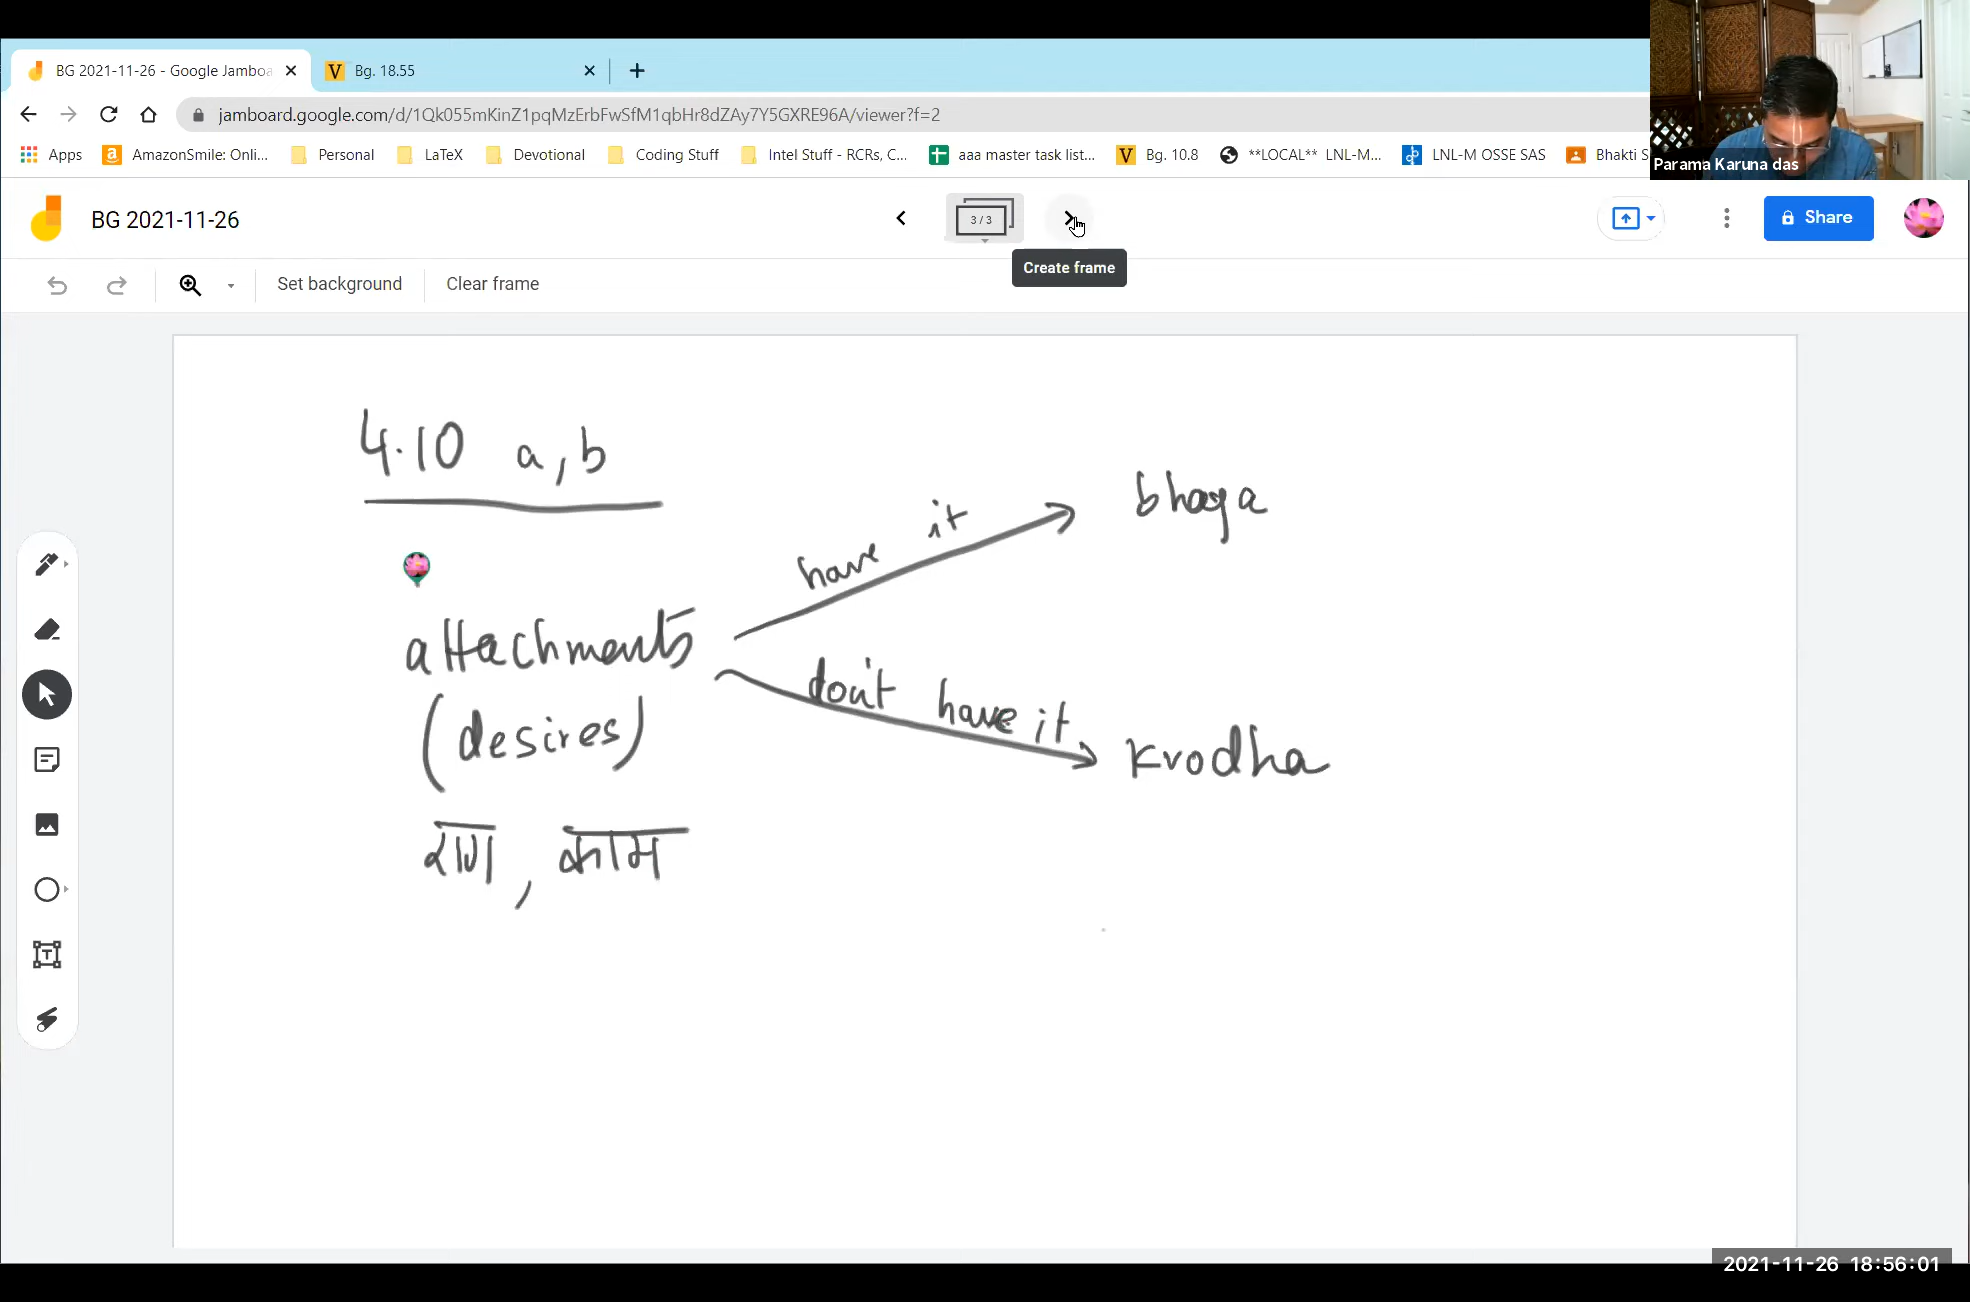 BG 2021-11-26 - Google Jamboa
Bg. 18.55
jamboard.google.com/d/1Qk055mKinZ1pqMzErbFwSfM1qbHr8dZAy7Y5GXRE96A/viewer?f=2
Apps
AmazonSmile: Onli...
Personal
LaTeX
Devotional
Coding Stuff
Intel Stuff - RCRs, C...
aaa master task list...
Bg. 10.8
**LOCAL** LNL-M...
LNL-M OSSE SAS
Bhakti S
Parama Karuna das
BG 2021-11-26
3 / 3
Share
Create frame
Set background
Clear frame
4.10 a, b
have it
bhaya
attachments
don't have it
(desires)
krodha
राग, काम
2021-11-26 18:56:01